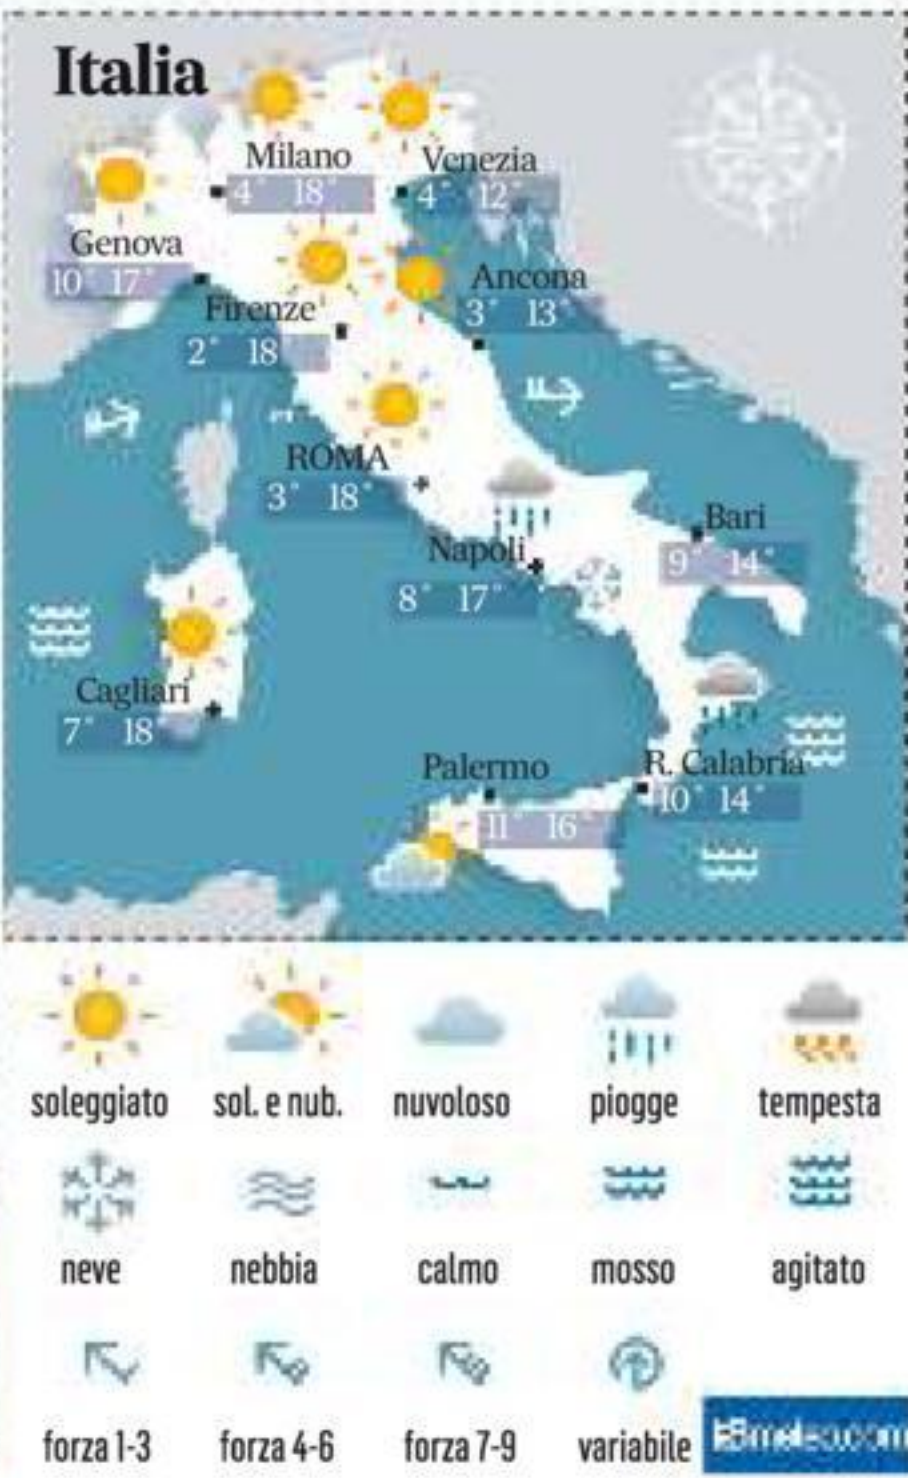 Italia
Milano
4° 18°
Venezia
4° 12°
Genova
10° 17°
Firenze
2° 18
Ancona
3° 13°
ROMA
3° 18°
Napoli
8° 17°
Bari
9° 14°
Cagliari
7° 18°
Palermo
11° 16°
R. Calabria
10° 14°
soleggiato sol. e nub. nuvoloso piogge tempesta
neve nebbia calmo mosso agitato
forza 1-3 forza 4-6 forza 7-9 variabile